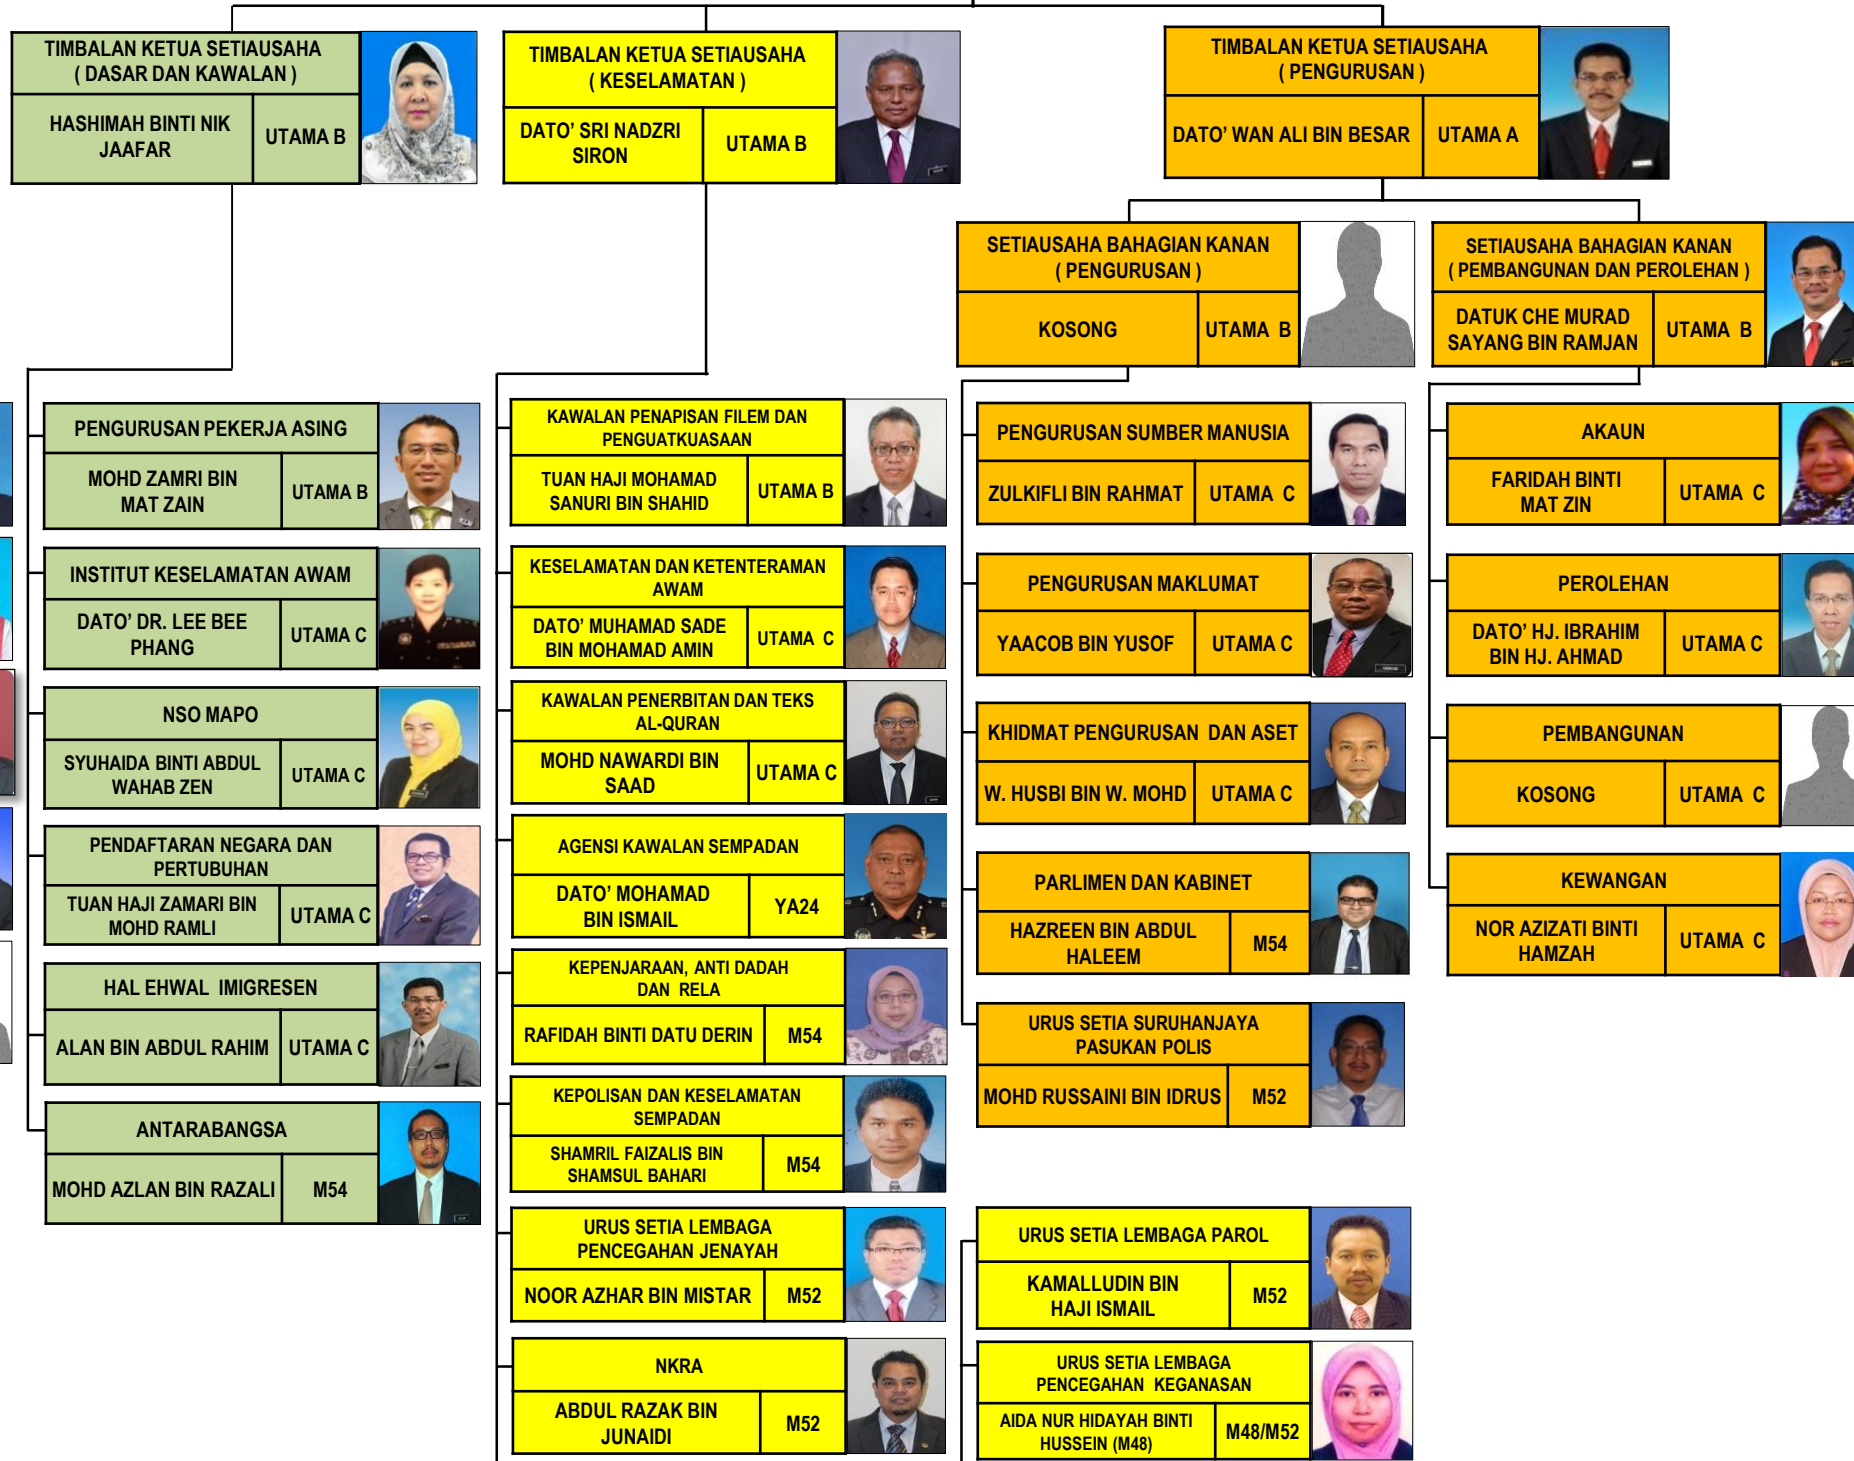 TIMBALAN KETUA SETIAUSAHA
( DASAR DAN KAWALAN )
HASHIMAH BINTI NIK
JAAFAR
UTAMA B
TIMBALAN KETUA SETIAUSAHA
( KESELAMATAN )
DATO' SRI NADZRI
SIRON
UTAMA B
TIMBALAN KETUA SETIAUSAHA
( PENGURUSAN )
DATO' WAN ALI BIN BESAR
UTAMA A
SETIAUSAHA BAHAGIAN KANAN
( PENGURUSAN )
KOSONG
UTAMA B
SETIAUSAHA BAHAGIAN KANAN
( PEMBANGUNAN DAN PEROLEHAN )
DATUK CHE MURAD
SAYANG BIN RAMJAN
UTAMA B
PENGURUSAN PEKERJA ASING
MOHD ZAMRI BIN
MAT ZAIN
UTAMA B
INSTITUT KESELAMATAN AWAM
DATO' DR. LEE BEE
PHANG
UTAMA C
NSO MAPO
SYUHAIDA BINTI ABDUL
WAHAB ZEN
UTAMA C
PENDAFTARAN NEGARA DAN
PERTUBUHAN
TUAN HAJI ZAMARI BIN
MOHD RAMLI
UTAMA C
HAL EHWAL IMIGRESEN
ALAN BIN ABDUL RAHIM
UTAMA C
ANTARABANGSA
MOHD AZLAN BIN RAZALI
M54
KAWALAN PENAPISAN FILEM DAN
PENGUATKUASAAN
TUAN HAJI MOHAMAD
SANURI BIN SHAHID
UTAMA B
KESELAMATAN DAN KETENTERAMAN
AWAM
DATO' MUHAMAD SADE
BIN MOHAMAD AMIN
UTAMA C
KAWALAN PENERBITAN DAN TEKS
AL-QURAN
MOHD NAWARDI BIN
SAAD
UTAMA C
AGENSI KAWALAN SEMPADAN
DATO' MOHAMAD
BIN ISMAIL
YA24
KEPENJARAAN, ANTI DADAH
DAN RELA
RAFIDAH BINTI DATU DERIN
M54
KEPOLISAN DAN KESELAMATAN
SEMPADAN
SHAMRIL FAIZALIS BIN
SHAMSUL BAHARI
M54
URUS SETIA LEMBAGA
PENCEGAHAN JENAYAH
NOOR AZHAR BIN MISTAR
M52
NKRA
ABDUL RAZAK BIN
JUNAIDI
M52
PENGURUSAN SUMBER MANUSIA
ZULKIFLI BIN RAHMAT
UTAMA C
PENGURUSAN MAKLUMAT
YAACOB BIN YUSOF
UTAMA C
KHIDMAT PENGURUSAN DAN ASET
W. HUSBI BIN W. MOHD
UTAMA C
PARLIMEN DAN KABINET
HAZREEN BIN ABDUL
HALEEM
M54
URUS SETIA SURUHANJAYA
PASUKAN POLIS
MOHD RUSSAINI BIN IDRUS
M52
URUS SETIA LEMBAGA PAROL
KAMALLUDIN BIN
HAJI ISMAIL
M52
URUS SETIA LEMBAGA
PENCEGAHAN KEGANASAN
AIDA NUR HIDAYAH BINTI
HUSSEIN (M48)
M48/M52
AKAUN
FARIDAH BINTI
MAT ZIN
UTAMA C
PEROLEHAN
DATO' HJ. IBRAHIM
BIN HJ. AHMAD
UTAMA C
PEMBANGUNAN
KOSONG
UTAMA C
KEWANGAN
NOR AZIZATI BINTI
HAMZAH
UTAMA C